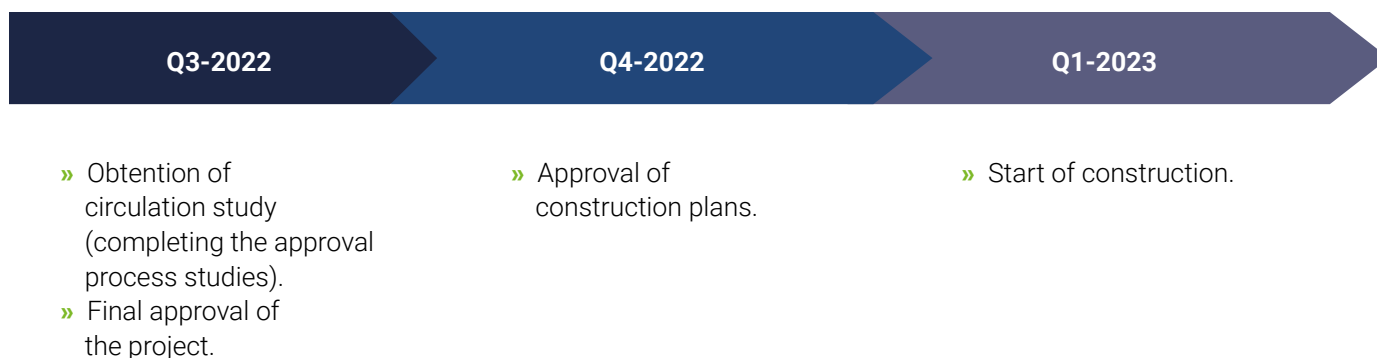 Q3-2022
Q4-2022
Q1-2023
» Obtention of
circulation study
(completing the approval
process studies).
» Final approval of
the project.
» Approval of
construction plans.
» Start of construction.